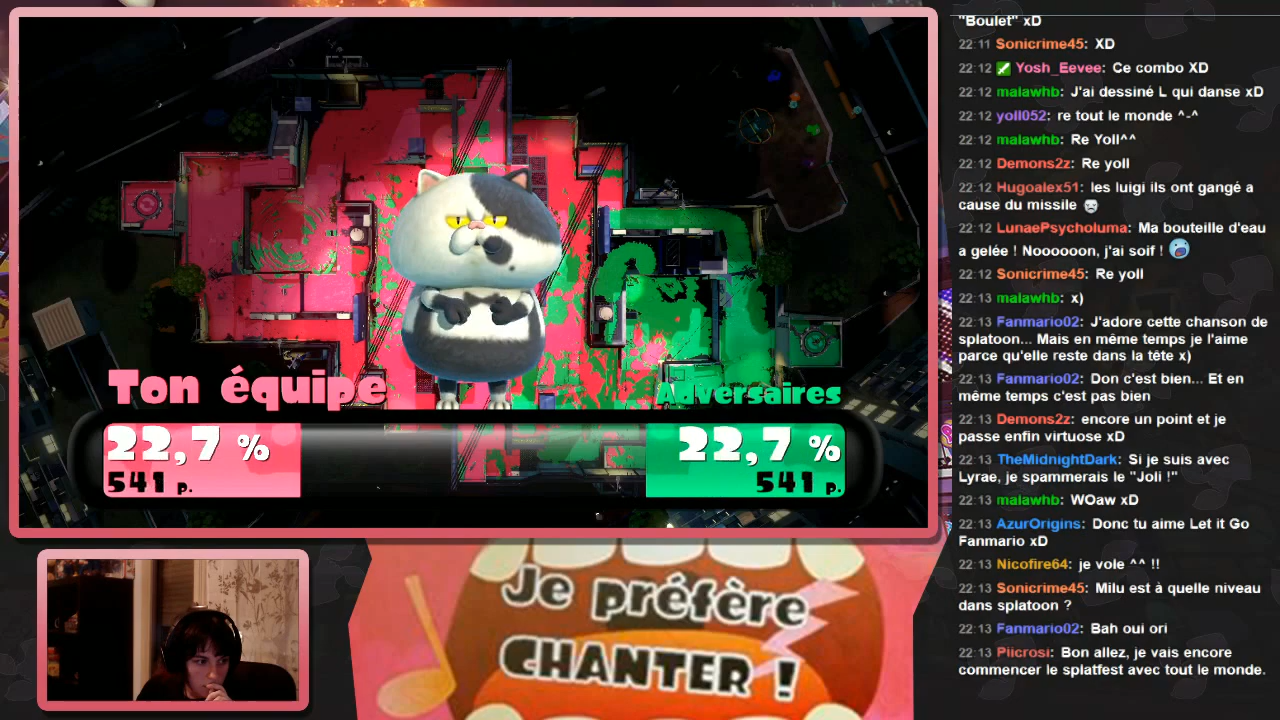 Ton équipe
Adversaires
22,7 %
541 p.
22,7 %
541 p.
Je préfère
CHANTER !
"Boulet" xD
22:11 Sonicrime45: XD
22:12 Yosh_Eevee: Ce combo XD
22:12 malawhb: J'ai dessiné L qui danse xD
22:12 yoll052: re tout le monde ^-^
22:12 malawhb: Re Yoll^^
22:12 Demons2z: Re yoll
22:12 Hugoalex51: les luigi ils ont gangé a
cause du missile
22:12 LunaePsycholuma: Ma bouteille d'eau
a gelée ! Noooooon, j'ai soif !
22:12 Sonicrime45: Re yoll
22:13 malawhb: x)
22:13 Fanmario02: J'adore cette chanson de
splatoon... Mais en même temps je l'aime
parce qu'elle reste dans la tête x)
22:13 Fanmario02: Don c'est bien... Et en
même temps c'est pas bien
22:13 Demons2z: encore un point et je
passe enfin virtuose xD
22:13 TheMidnightDark: Si je suis avec
Lyrae, je spammerais le "Joli !"
22:13 malawhb: WOaw xD
22:13 AzurOrigins: Donc tu aime Let it Go
Fanmario xD
22:13 Nicofire64: je vole ^^ !!
22:13 Sonicrime45: Milu est à quelle niveau
dans splatoon ?
22:13 Fanmario02: Bah oui ori
22:13 Piicrosi: Bon allez, je vais encore
commencer le splatfest avec tout le monde.